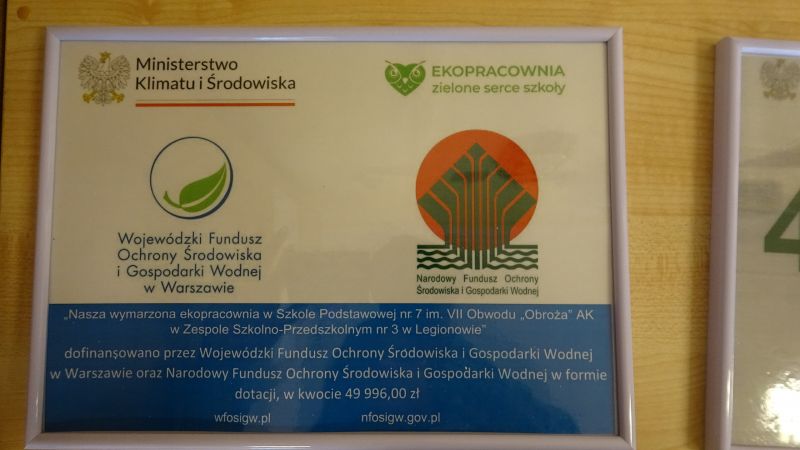 Ministerstwo
Klimatu i Środowiska
EKOPRACOWNIA
zielone serce szkoły
Wojewódzki Fundusz
Ochrony Środowiska
i Gospodarki Wodnej
w Warszawie
Narodowy Fundusz Ochrony
Środowiska i Gospodarki Wodnej
„Nasza wymarzona ekopracownia w Szkole Podstawowej nr 7 im. VII Obwodu „Obroża” AK
w Zespole Szkolno-Przedszkolnym nr 3 w Legionowie”
dofinansowano przez Wojewódzki Fundusz Ochrony Środowiska i Gospodarki Wodnej
w Warszawie oraz Narodowy Fundusz Ochrony Środowiska i Gospodarki Wodnej w formie
dotacji, w kwocie 49 996,00 zł
wfosigw.pl nfosigw.gov.pl